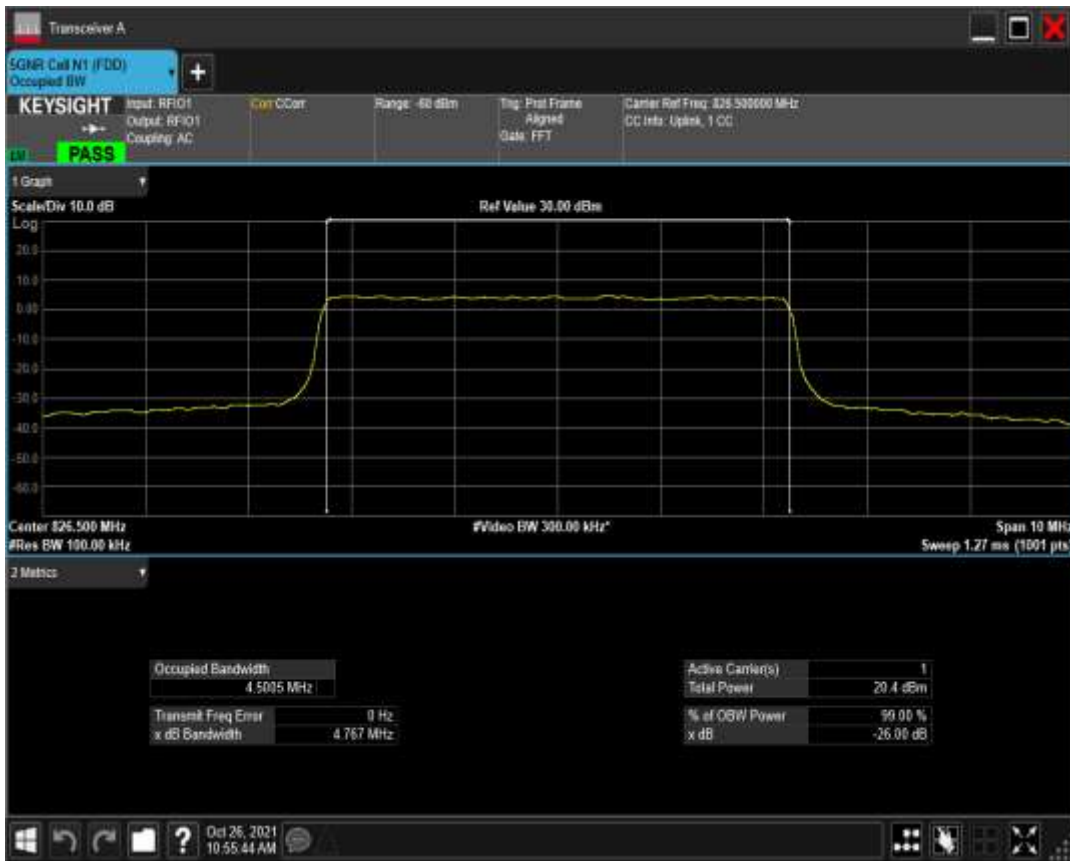 Transceiver A
5GNR Cell N1 (FDD)
Occupied BW
+
KEYSIGHT
Input: RFIO1
Output: RFIO1
Coupling: AC
Corr CCorr
Range: -60 dBm
Trig: Prot Frame
Aligned
Gate: FFT
Carrier Ref Freq: 826.500000 MHz
CC Info: Uplink, 1 CC
PASS
1 Graph
Scale/Div 10.0 dB
Ref Value 30.00 dBm
Log
20.0
10.0
0.00
-10.0
-20.0
-30.0
-40.0
-50.0
-60.0
Center 826.500 MHz
#Video BW 300.00 kHz*
Span 10 MHz
#Res BW 100.00 kHz
Sweep 1.27 ms (1001 pts)
2 Metrics
Occupied Bandwidth
4.5005 MHz
Transmit Freq Error 0 Hz
x dB Bandwidth 4.767 MHz
Active Carrier(s) 1
Total Power 20.4 dBm
% of OBW Power 99.00 %
x dB -26.00 dB
?
Oct 26, 2021
10:55:44 AM